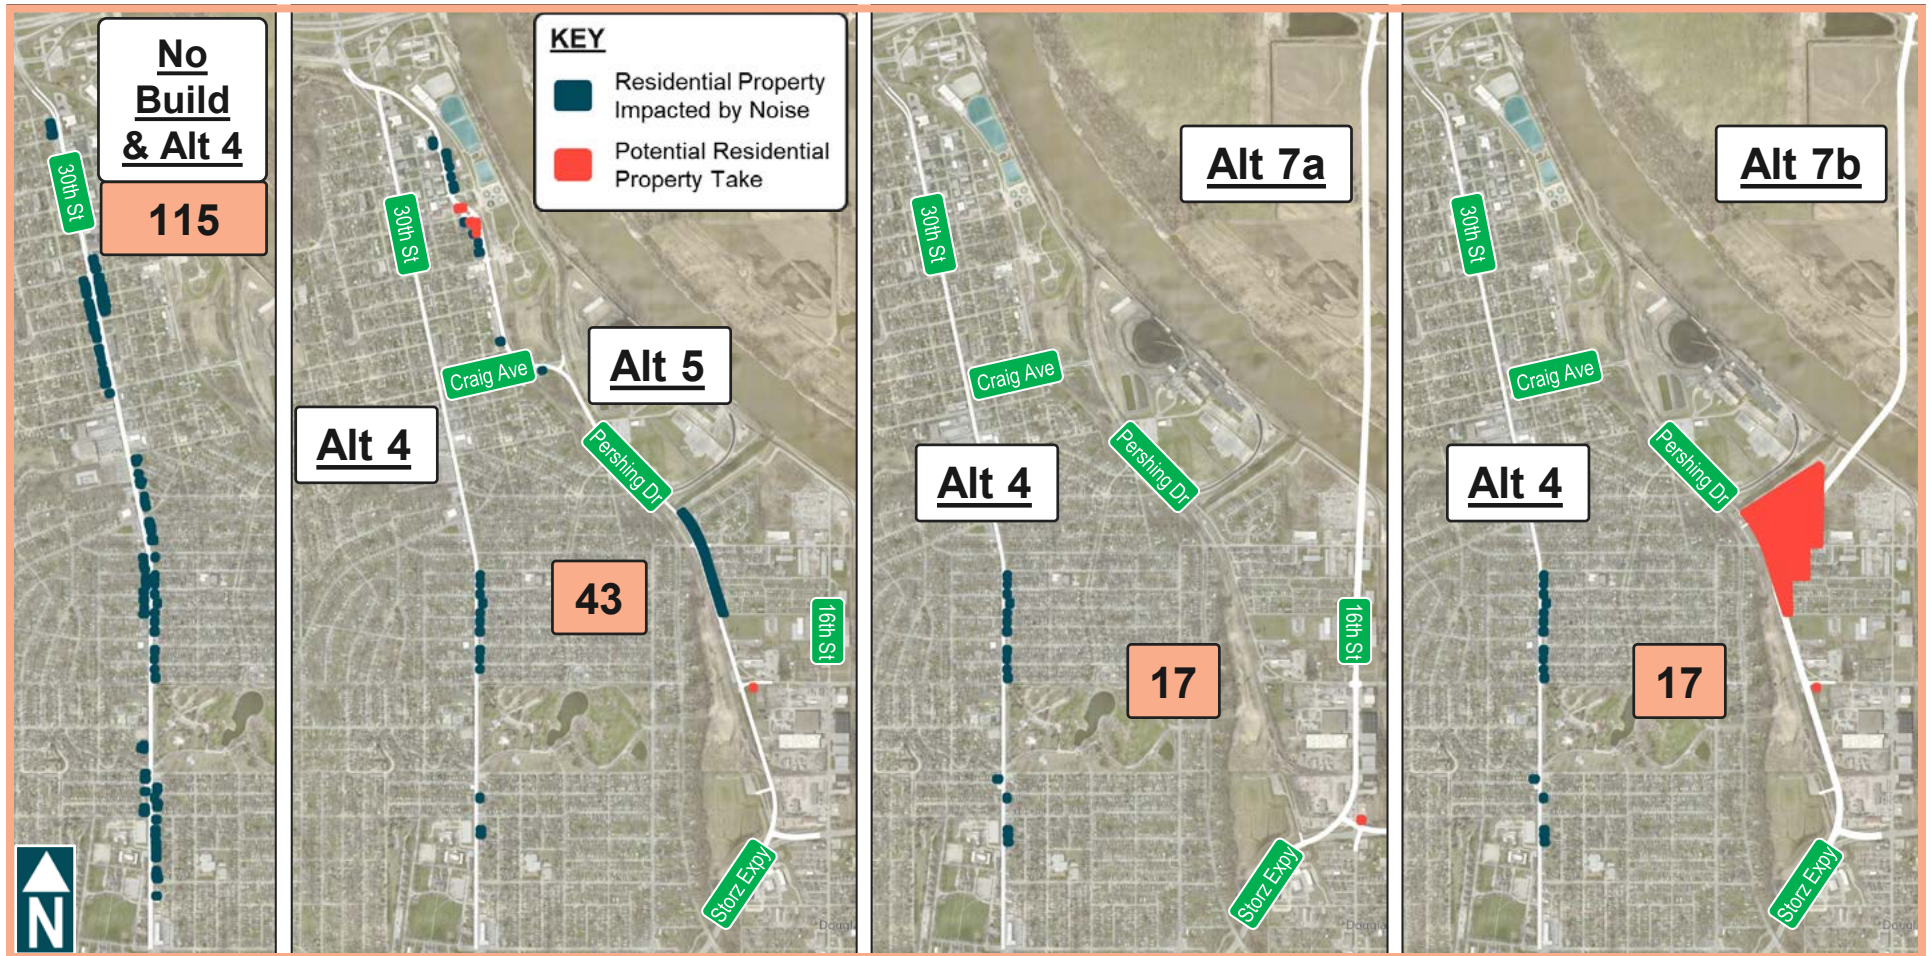 No
Build
& Alt 4
115
30th St
N
KEY
Residential Property
Impacted by Noise
Potential Residential
Property Take
30th St
Craig Ave
Alt 5
Alt 4
Pershing Dr
43
16th St
Storz Expy
Alt 7a
30th St
Craig Ave
Alt 4
Pershing Dr
16th St
17
Storz Expy
Alt 7b
30th St
Craig Ave
Alt 4
Pershing Dr
17
Storz Expy